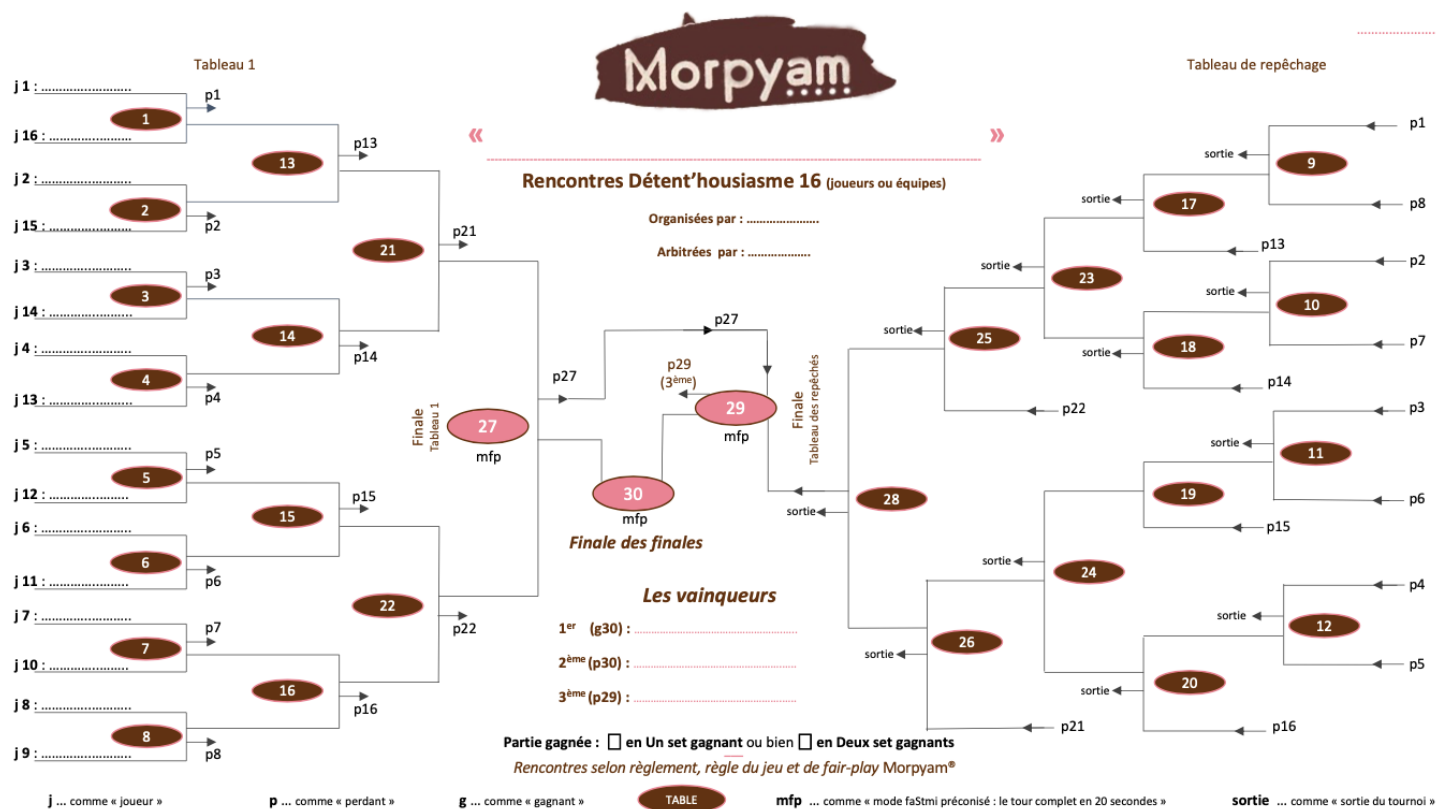 Tableau 1
j 1 : ........................
p1
1
j 16 : ........................
13
p13
j 2 : ........................
2
p2
j 15 : ........................
21
p21
j 3 : ........................
p3
3
j 14 : ........................
14
p14
j 4 : ........................
4
p4
j 13 : ........................
j 5 : ........................
p5
5
j 12 : ........................
15
p15
j 6 : ........................
6
p6
j 11 : ........................
22
p22
j 7 : ........................
p7
7
j 10 : ........................
16
p16
j 8 : ........................
8
p8
j 9 : ........................
Morpyam
« ........................ »
Rencontres Détent'housiasme 16 (joueurs ou équipes)
Organisées par : ........................
Arbitrées par : ........................
Finale
Tableau 1
27
mfp
p27
p27
p29
(3ème)
29
mfp
30
mfp
Finale des finales
Finale
Tableau des repêchés
Les vainqueurs
1er (g30) : ........................
2ème (p30) : ........................
3ème (p29) : ........................
Partie gagnée : en Un set gagnant ou bien en Deux set gagnants
Rencontres selon règlement, règle du jeu et de fair-play Morpyam®
Tableau de repêchage
p1
sortie
9
p8
sortie
17
p13
sortie
23
p2
sortie
10
p7
sortie
18
p14
sortie
25
p22
p3
sortie
11
p6
19
p15
sortie
28
sortie
24
p4
sortie
12
p5
sortie
26
sortie
20
p21
p16
j ... comme « joueur »
p ... comme « perdant »
g ... comme « gagnant »
TABLE
mfp ... comme « mode faStmi préconisé : le tour complet en 20 secondes »
sortie ... comme « sortie du tournoi »